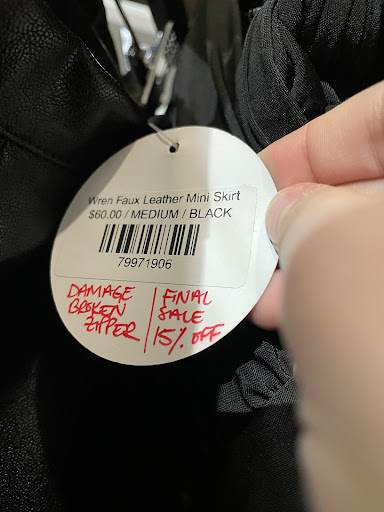 Wren Faux Leather Mini Skirt
$60.00 / MEDIUM / BLACK
79971906
DAMAGE
BROKEN
ZIPPER
FINAL
SALE
15% OFF